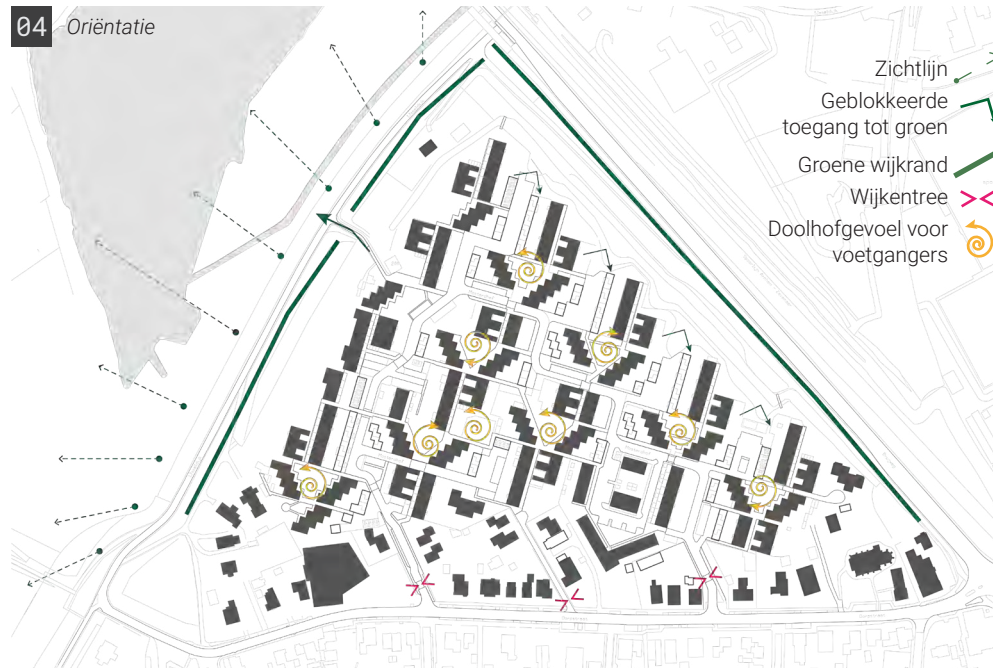 04 Oriëntatie
Zichtlijn
Geblokkeerde
toegang tot groen
Groene wijkrand
Wijkentree
Doolhofgevoel voor
voetgangers